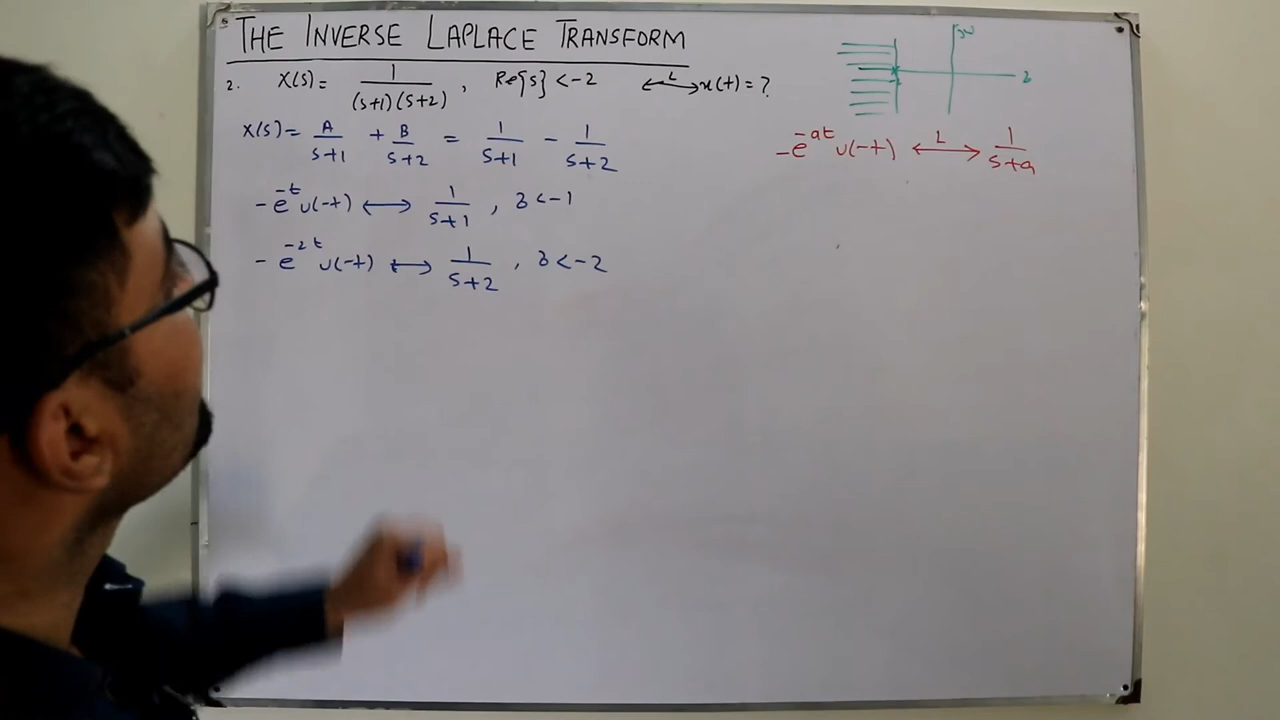 THE INVERSE LAPLACE TRANSFORM
2. X(s) = 1/((s+1)(s+2)), Re{s} < -2 ⟷L x(t) = ?
X(s) = A/(s+1) + B/(s+2) = 1/(s+1) - 1/(s+2)
-e^{-t} u(-t) ⟷ 1/(s+1), σ < -1
-e^{-2t} u(-t) ⟷ 1/(s+2), σ < -2
jω
σ
-e^{-at} u(-t) ⟷L 1/(s+a)